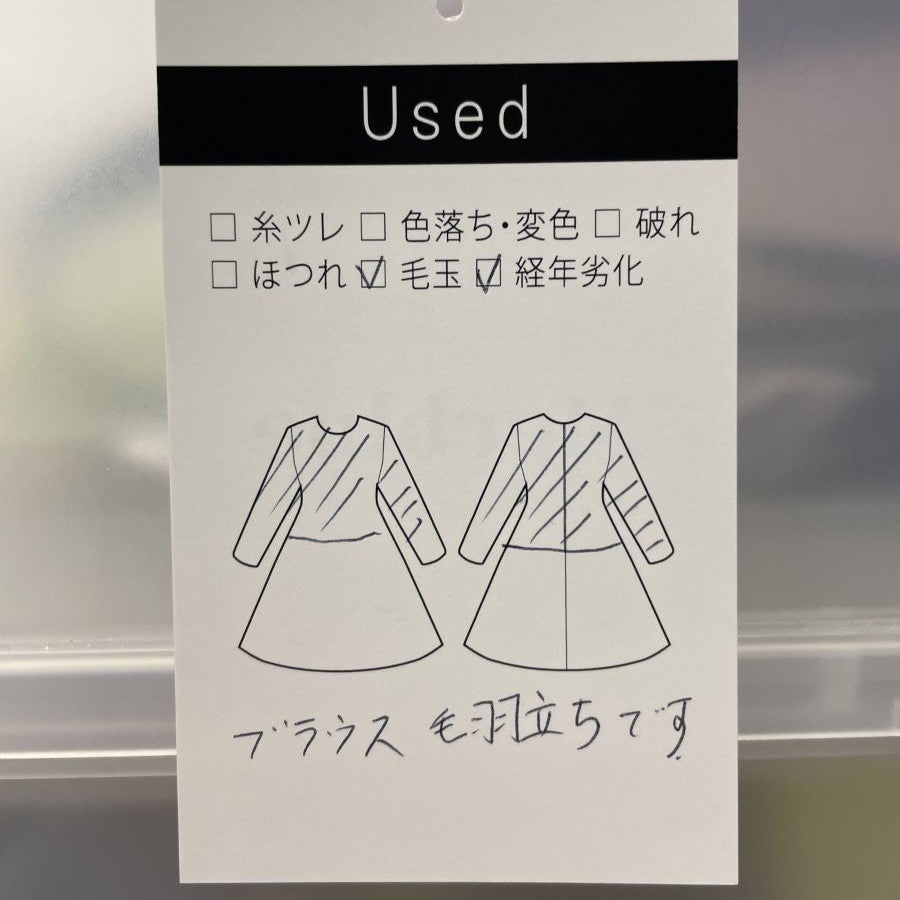 Used
□ 糸ツレ □ 色落ち・変色 □ 破れ
□ ほつれ ☑ 毛玉 ☑ 経年劣化
ブラウス 毛羽立ちです